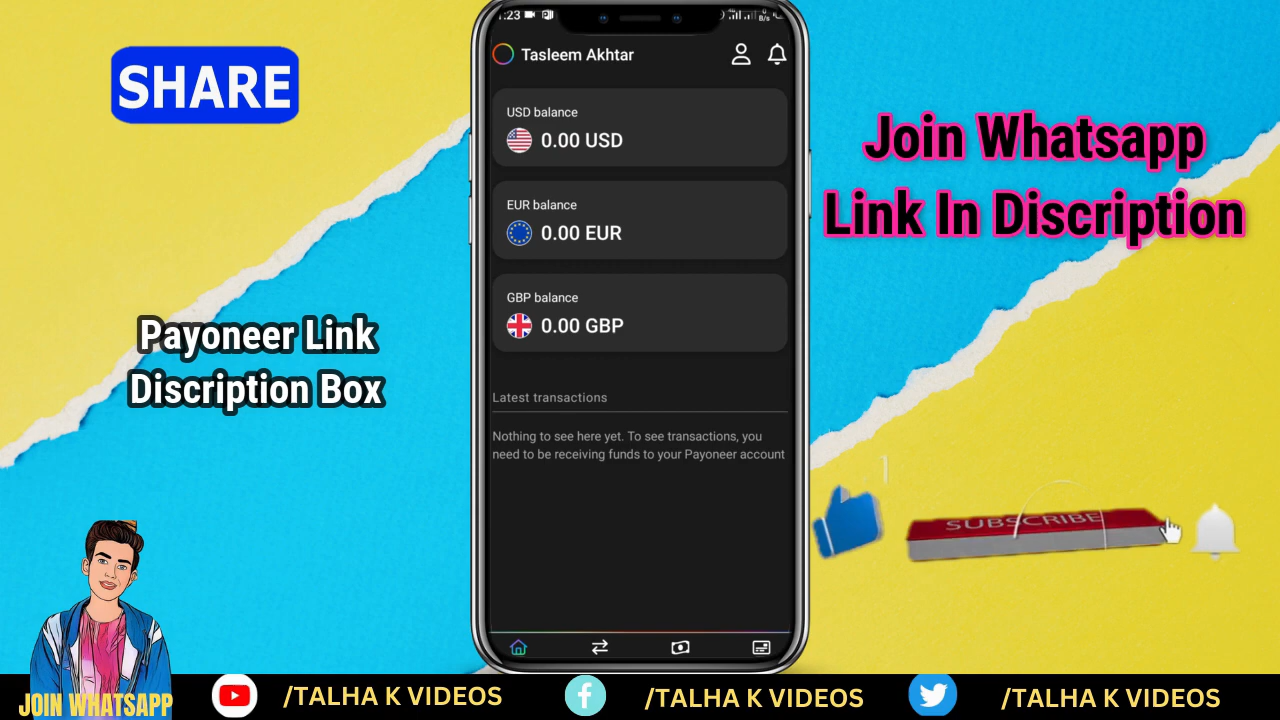 SHARE
Payoneer Link
Discription Box
JOIN WHATSAPP
:23
Tasleem Akhtar
USD balance
0.00 USD
EUR balance
0.00 EUR
GBP balance
0.00 GBP
Latest transactions
Nothing to see here yet. To see transactions, you
need to be receiving funds to your Payoneer account
Join Whatsapp
Link In Discription
SUBSCRIBE
/TALHA K VIDEOS
/TALHA K VIDEOS
/TALHA K VIDEOS